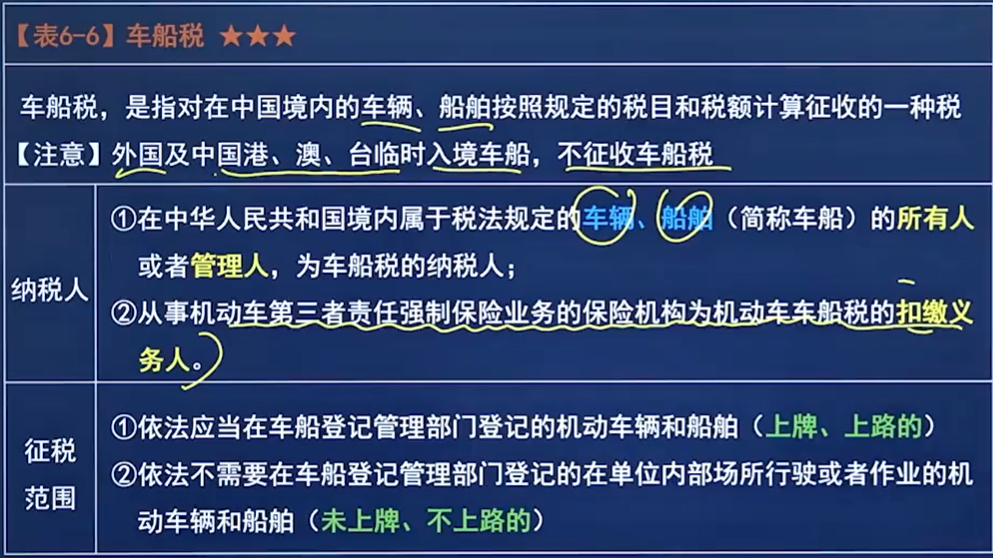 【表6-6】车船税 ★★★
车船税，是指对在中国境内的车辆、船舶按照规定的税目和税额计算征收的一种税
【注意】外国及中国港、澳、台临时入境车船，不征收车船税
纳税人
①在中华人民共和国境内属于税法规定的车辆、船舶（简称车船）的所有人
或者管理人，为车船税的纳税人；
②从事机动车第三者责任强制保险业务的保险机构为机动车车船税的扣缴义
务人。
征税
范围
①依法应当在车船登记管理部门登记的机动车辆和船舶（上牌、上路的）
②依法不需要在车船登记管理部门登记的在单位内部场所行驶或者作业的机
动车辆和船舶（未上牌、不上路的）